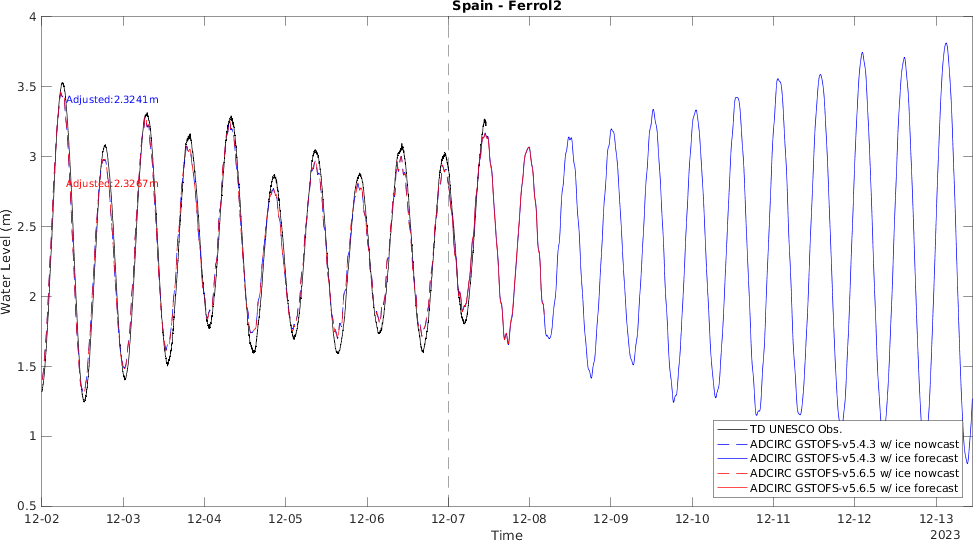 Spain - Ferrol2
4
3.5
3
2.5
2
1.5
1
0.5
Water Level (m)
Adjusted:2.3241m
Adjusted:2.3267m
TD UNESCO Obs.
ADCIRC GSTOFS-v5.4.3 w/ ice nowcast
ADCIRC GSTOFS-v5.4.3 w/ ice forecast
ADCIRC GSTOFS-v5.6.5 w/ ice nowcast
ADCIRC GSTOFS-v5.6.5 w/ ice forecast
12-02 12-03 12-04 12-05 12-06 12-07 12-08 12-09 12-10 12-11 12-12 12-13
Time
2023